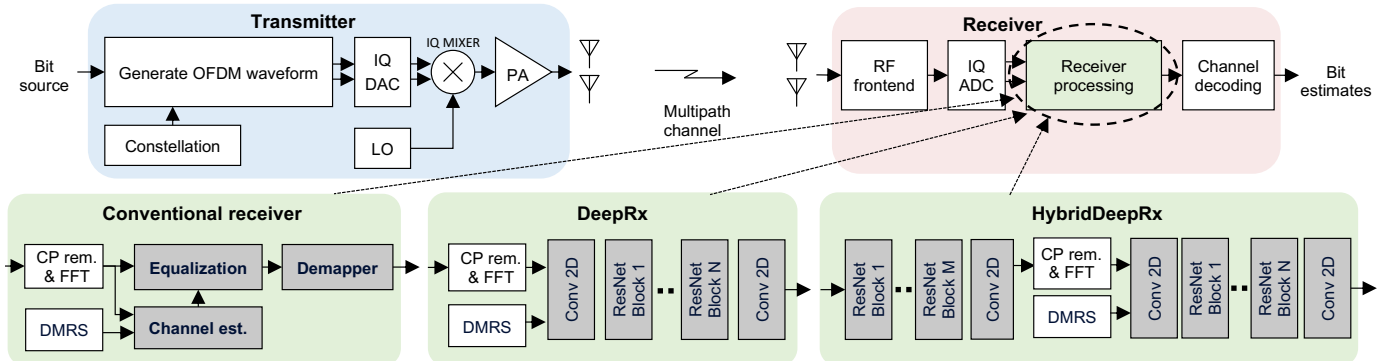 Transmitter
Bit
source
Generate OFDM waveform
Constellation
IQ
DAC
IQ MIXER
LO
PA
Multipath
channel
Receiver
RF
frontend
IQ
ADC
Receiver
processing
Channel
decoding
Bit
estimates
Conventional receiver
CP rem.
& FFT
DMRS
Equalization
Channel est.
Demapper
DeepRx
CP rem.
& FFT
DMRS
Conv 2D
ResNet
Block 1
ResNet
Block N
Conv 2D
HybridDeepRx
ResNet
Block 1
ResNet
Block M
Conv 2D
CP rem.
& FFT
DMRS
Conv 2D
ResNet
Block 1
ResNet
Block N
Conv 2D